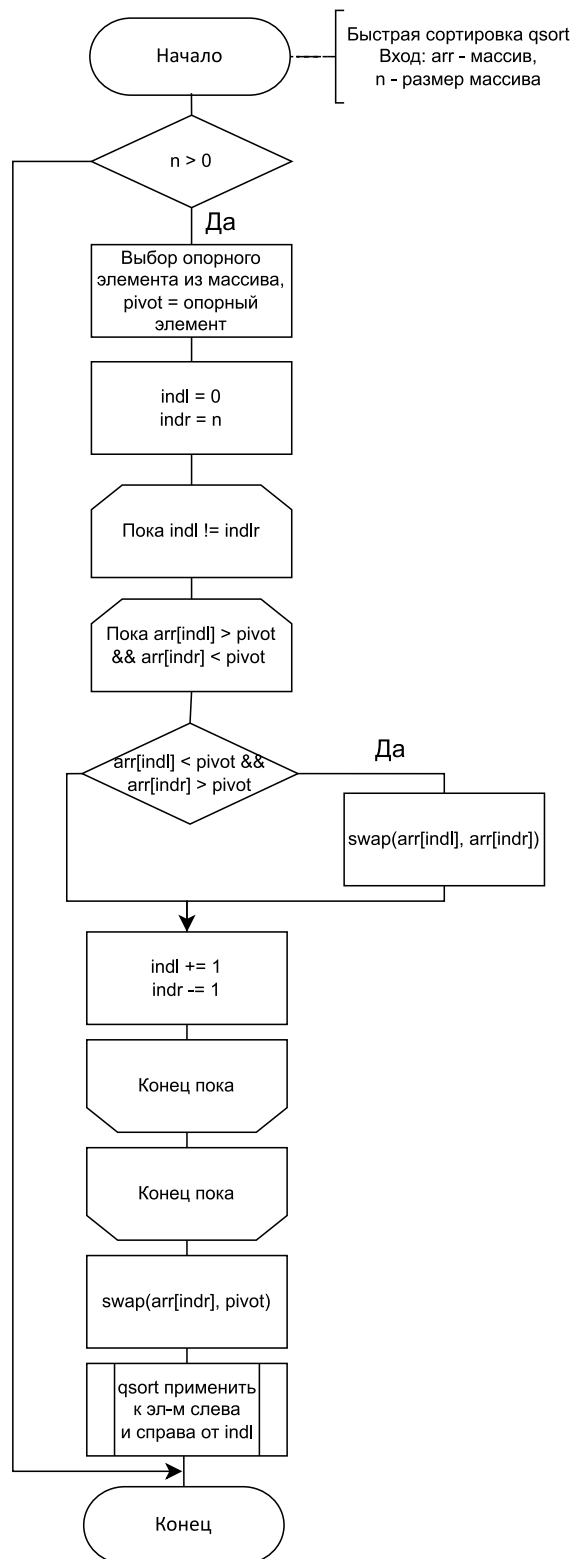 Начало
Быстрая сортировка qsort
Вход: arr - массив,
n - размер массива
n > 0
Да
Выбор опорного
элемента из массива,
pivot = опорный
элемент
indl = 0
indr = n
Пока indl != indlr
Пока arr[indl] > pivot
&& arr[indr] < pivot
arr[indl] < pivot &&
arr[indr] > pivot
Да
swap(arr[indl], arr[indr])
indl += 1
indr -= 1
Конец пока
Конец пока
swap(arr[indr], pivot)
qsort применить
к эл-м слева
и справа от indl
Конец